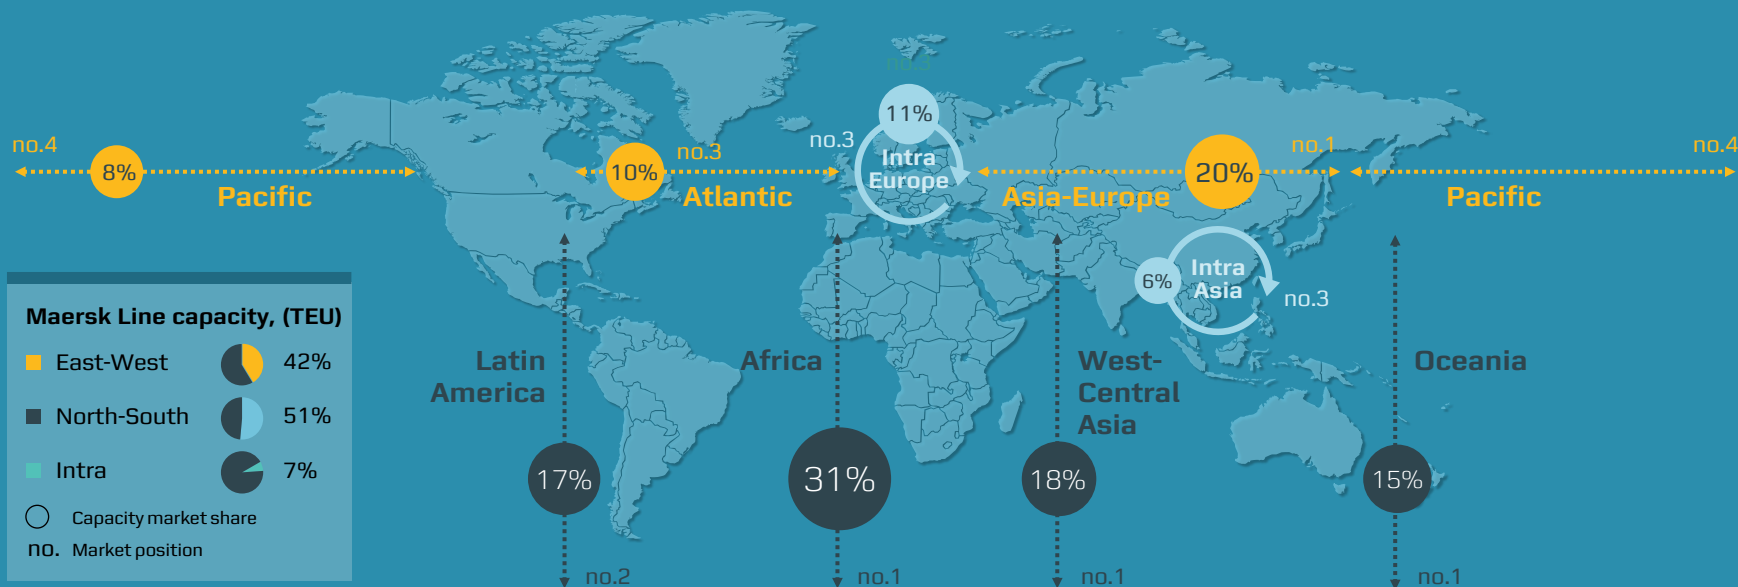 no.3
11%
no.3
Intra
Europe
no.4
8%
Pacific
10%
no.3
Atlantic
20%
no.1
Asia-Europe
no.4
Pacific
6%
Intra
Asia
no.3
Maersk Line capacity, (TEU)
East-West 42%
North-South 51%
Intra 7%
Capacity market share
no. Market position
Latin
America
17%
no.2
Africa
31%
no.1
West-
Central
Asia
18%
no.1
Oceania
15%
no.1